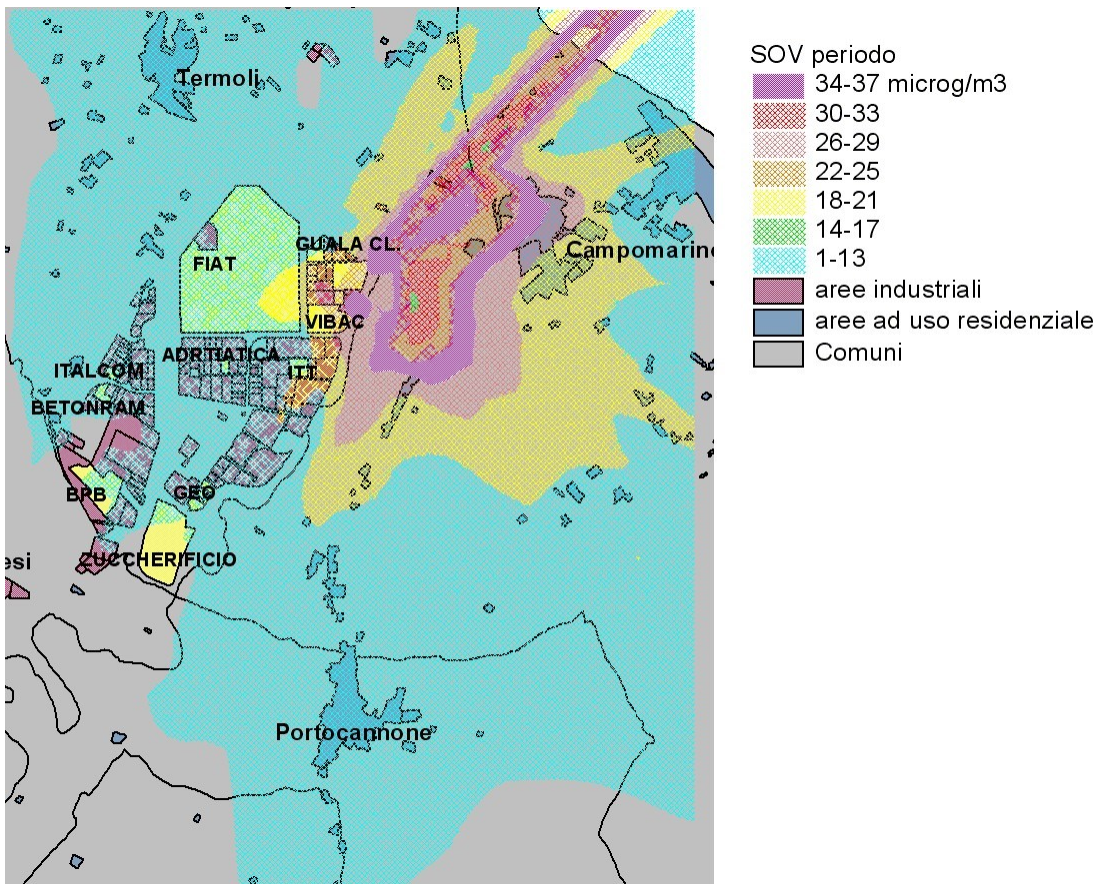 SOV periodo
34-37 microg/m3
30-33
26-29
22-25
18-21
14-17
1-13
aree industriali
aree ad uso residenziale
Comuni
Termoli
GUALA CL.
Campomarino
FIAT
VIBAC
ADRTIATICA
ITALCOM
ITT
BETONRAM
BPB
GEO
ZUCCHERIFICIO
esi
Portocannone